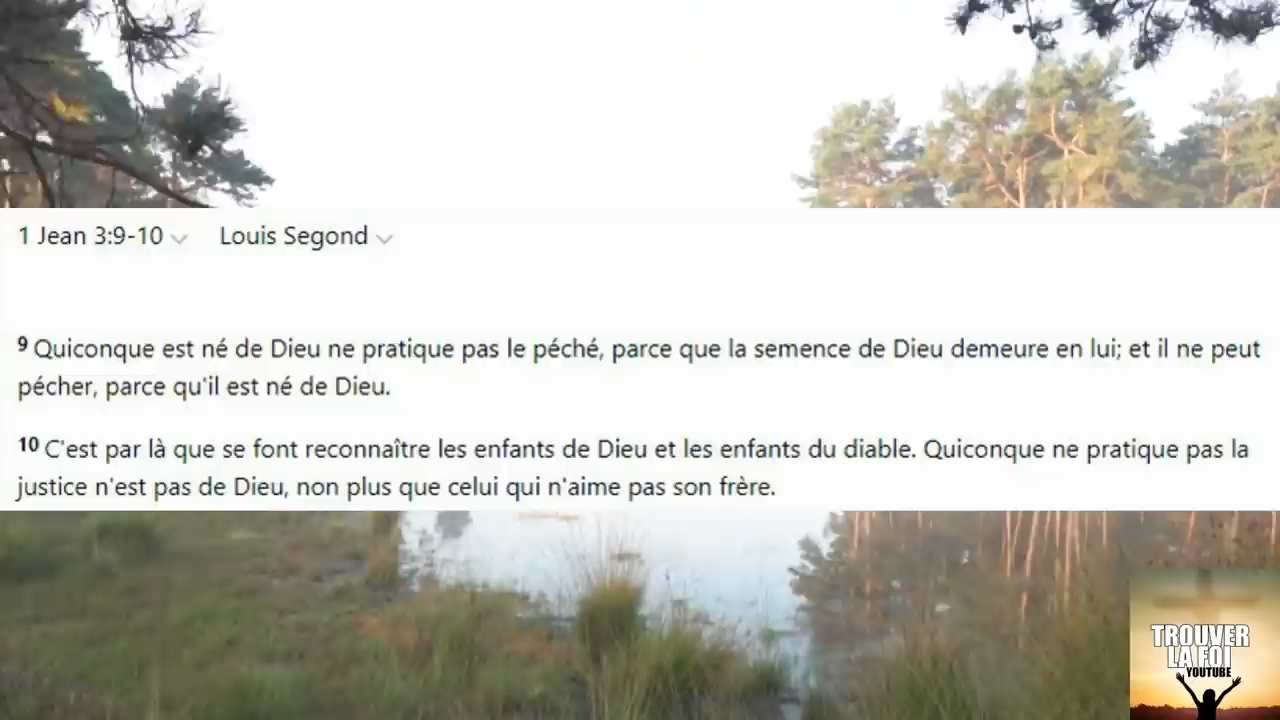 1 Jean 3:9-10 Louis Segond
9 Quiconque est né de Dieu ne pratique pas le péché, parce que la semence de Dieu demeure en lui; et il ne peut
pécher, parce qu'il est né de Dieu.
10 C'est par là que se font reconnaître les enfants de Dieu et les enfants du diable. Quiconque ne pratique pas la
justice n'est pas de Dieu, non plus que celui qui n'aime pas son frère.
TROUVER
LA FOI
YOUTUBE